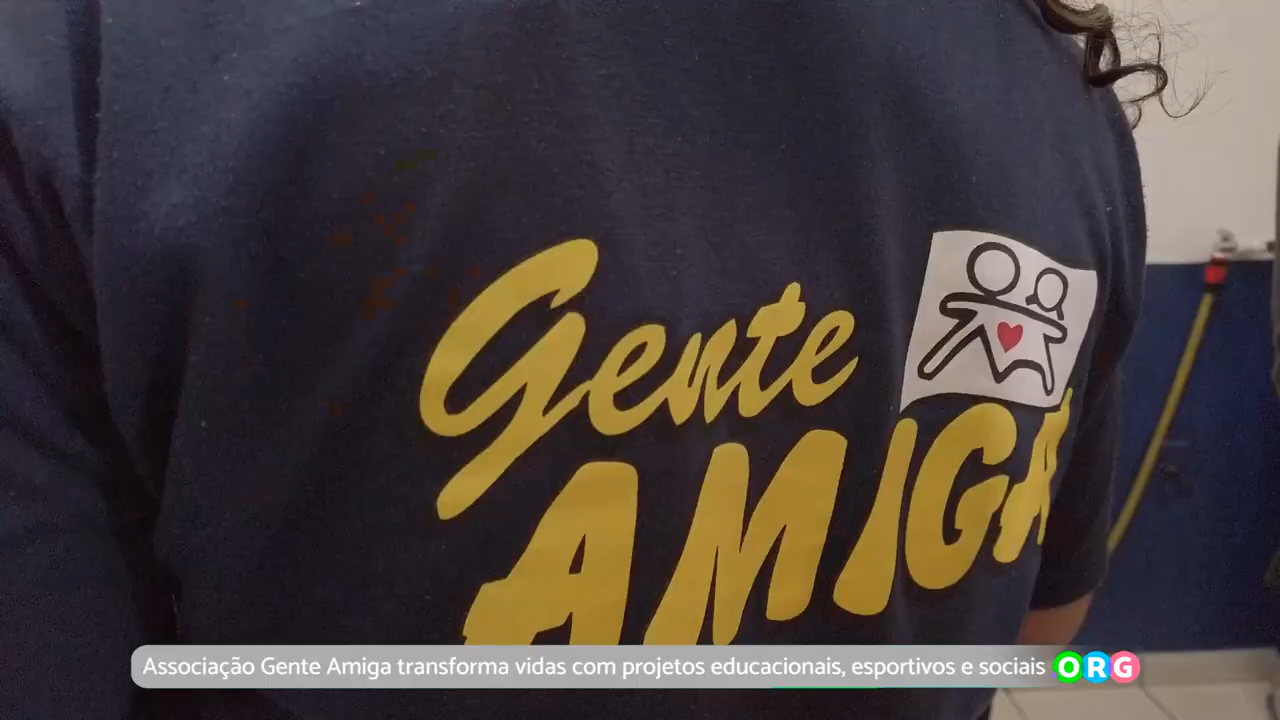 Gente
AMIGA
Associação Gente Amiga transforma vidas com projetos educacionais, esportivos e sociais ORG